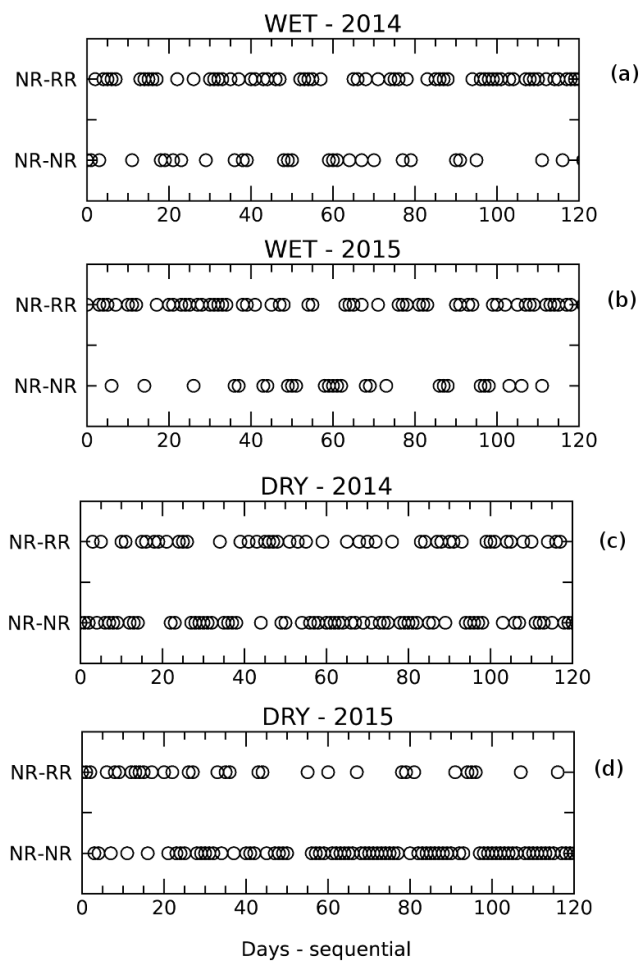 WET - 2014
NR-RR
(a)
NR-NR
0 20 40 60 80 100 120
WET - 2015
NR-RR
(b)
NR-NR
0 20 40 60 80 100 120
DRY - 2014
NR-RR
(c)
NR-NR
0 20 40 60 80 100 120
DRY - 2015
NR-RR
(d)
NR-NR
0 20 40 60 80 100 120
Days - sequential